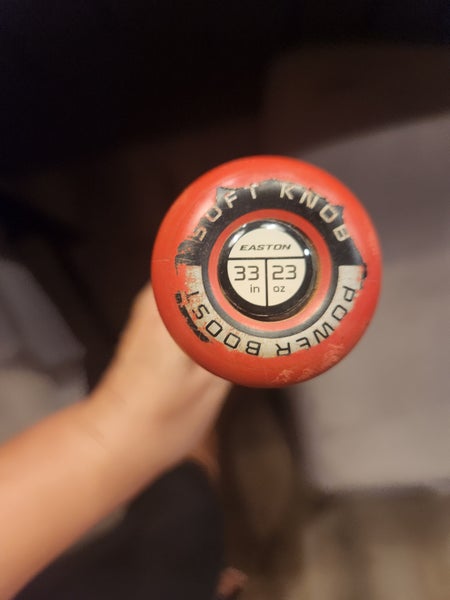 SOFT KNOB
EASTON
33 23
in oz
POWER BOOST